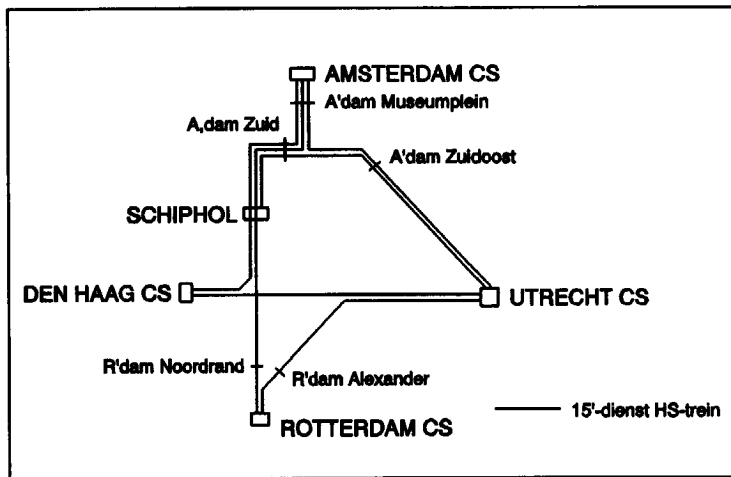 AMSTERDAM CS
A'dam Museumplein
A,dam Zuid
A'dam Zuidoost
SCHIPHOL
DEN HAAG CS
UTRECHT CS
R'dam Noordrand
R'dam Alexander
15'-dienst HS-trein
ROTTERDAM CS